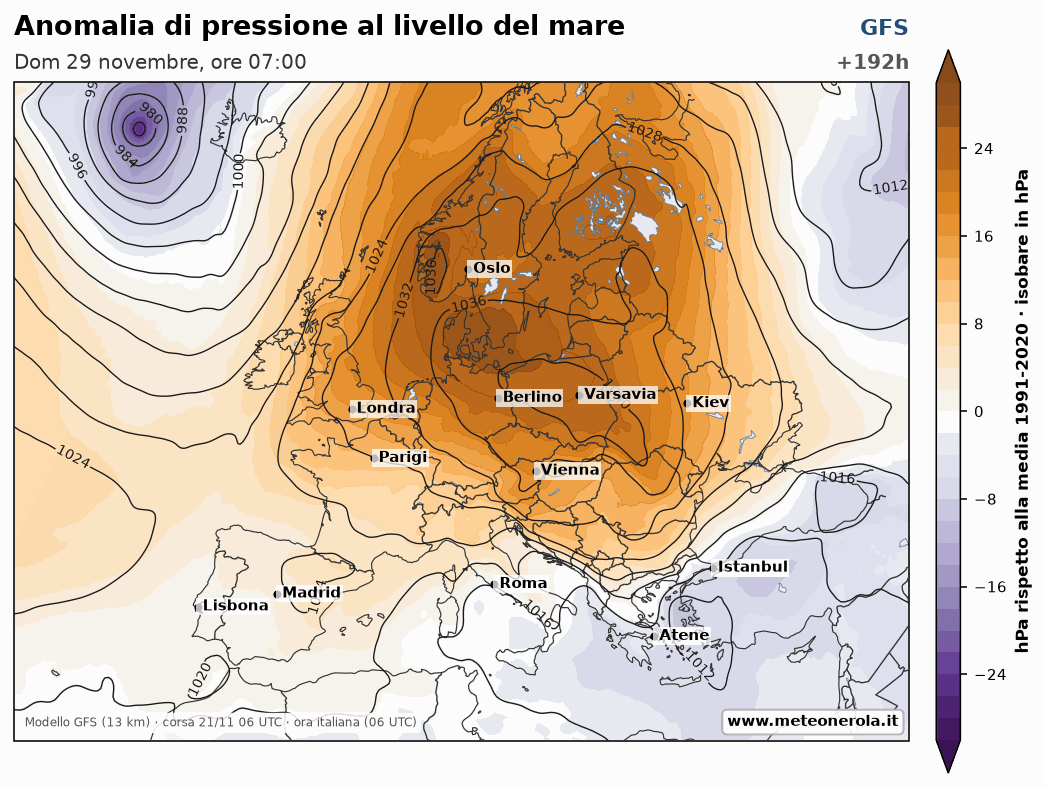 Anomalia di pressione al livello del mare
GFS
Dom 29 novembre, ore 07:00
+192h
980
988
984
996
1000
1028
1012
1024
1032
1036
1036
Oslo
Berlino
Varsavia
Kiev
Londra
Parigi
Vienna
1024
1016
Istanbul
Roma
Madrid
Lisbona
1016
Atene
1020
24
16
8
0
−8
−16
−24
hPa rispetto alla media 1991-2020 · isobare in hPa
Modello GFS (13 km) · corsa 21/11 06 UTC · ora italiana (06 UTC)
www.meteonerola.it